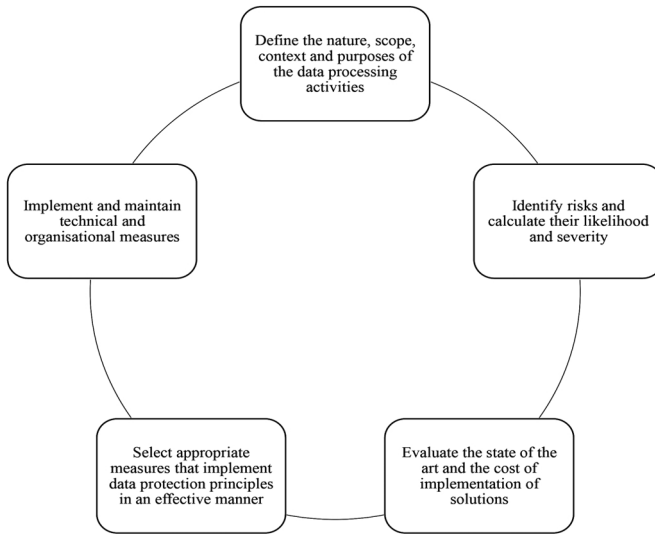 Define the nature, scope,
context and purposes of
the data processing
activities
Identify risks and
calculate their likelihood
and severity
Evaluate the state of the
art and the cost of
implementation of
solutions
Select appropriate
measures that implement
data protection principles
in an effective manner
Implement and maintain
technical and
organisational measures